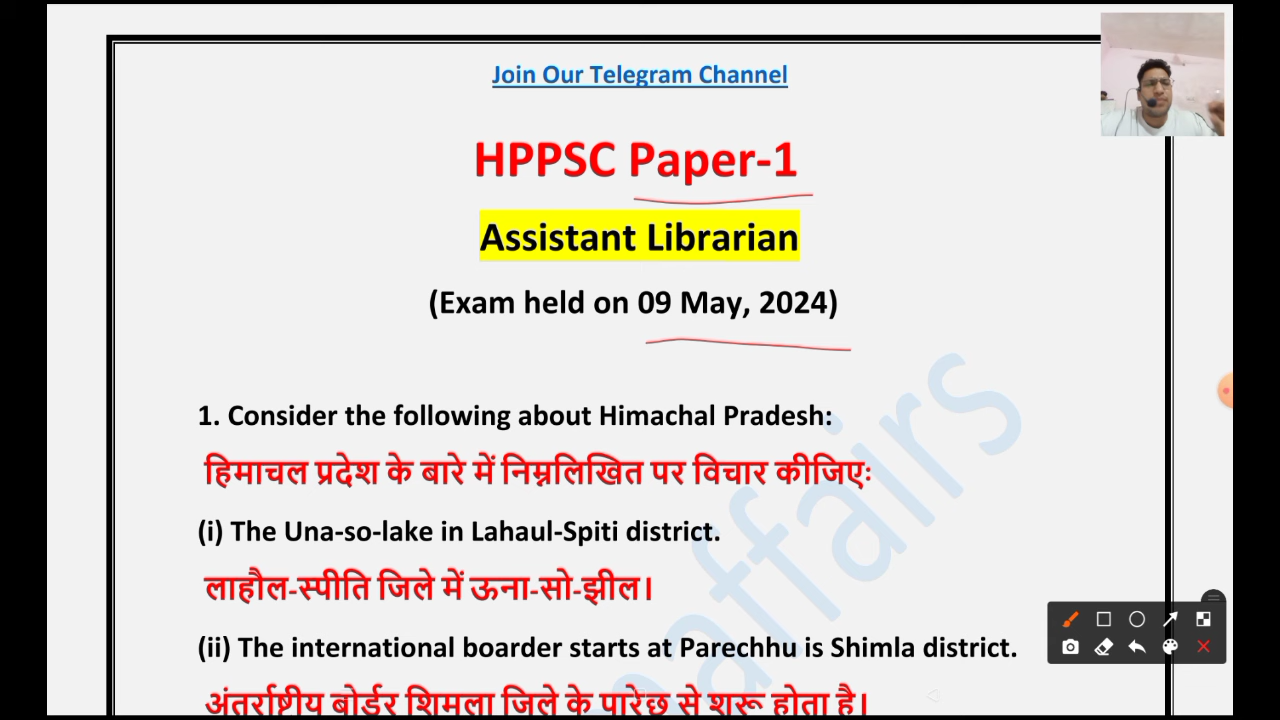 Join Our Telegram Channel
HPPSC Paper-1
Assistant Librarian
(Exam held on 09 May, 2024)
1. Consider the following about Himachal Pradesh:
हिमाचल प्रदेश के बारे में निम्नलिखित पर विचार कीजिएः
(i) The Una-so-lake in Lahaul-Spiti district.
लाहौल-स्पीति जिले में ऊना-सो-झील।
(ii) The international boarder starts at Parechhu is Shimla district.
अंतर्राष्ट्रीय बोर्डर शिमला जिले के पारेछू से शुरू होता है।
affairs